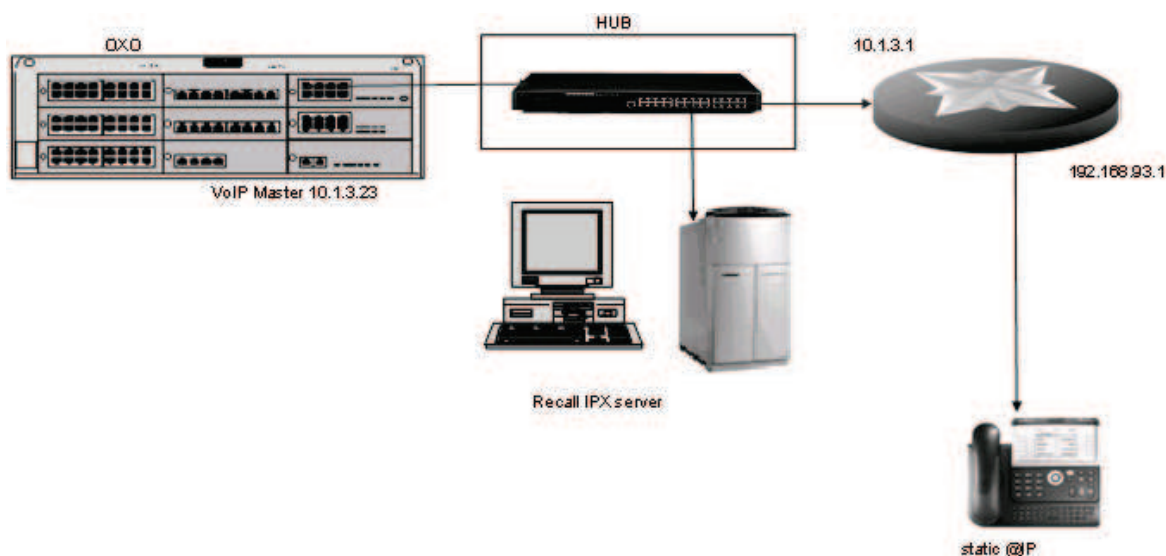 OXO
HUB
10.1.3.1
VoIP Master 10.1.3.23
192.168.93.1
Recall IPX server
static @IP